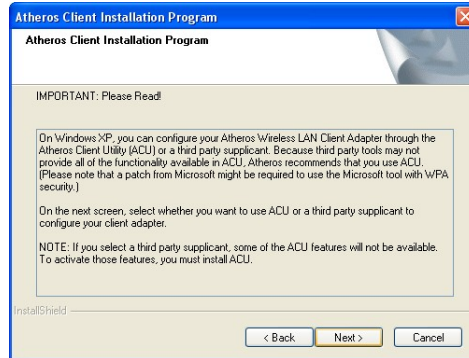 Atheros Client Installation Program
Atheros Client Installation Program
IMPORTANT: Please Read!
On Windows XP, you can configure your Atheros Wireless LAN Client Adapter through the
Atheros Client Utility (ACU) or a third party supplicant. Because third party tools may not
provide all of the functionality available in ACU, Atheros recommends that you use ACU.
(Please note that a patch from Microsoft might be required to use the Microsoft tool with WPA
security.)
On the next screen, select whether you want to use ACU or a third party supplicant to
configure your client adapter.
NOTE: If you select a third party supplicant, some of the ACU features will not be available.
To activate those features, you must install ACU.
InstallShield
< Back Next > Cancel